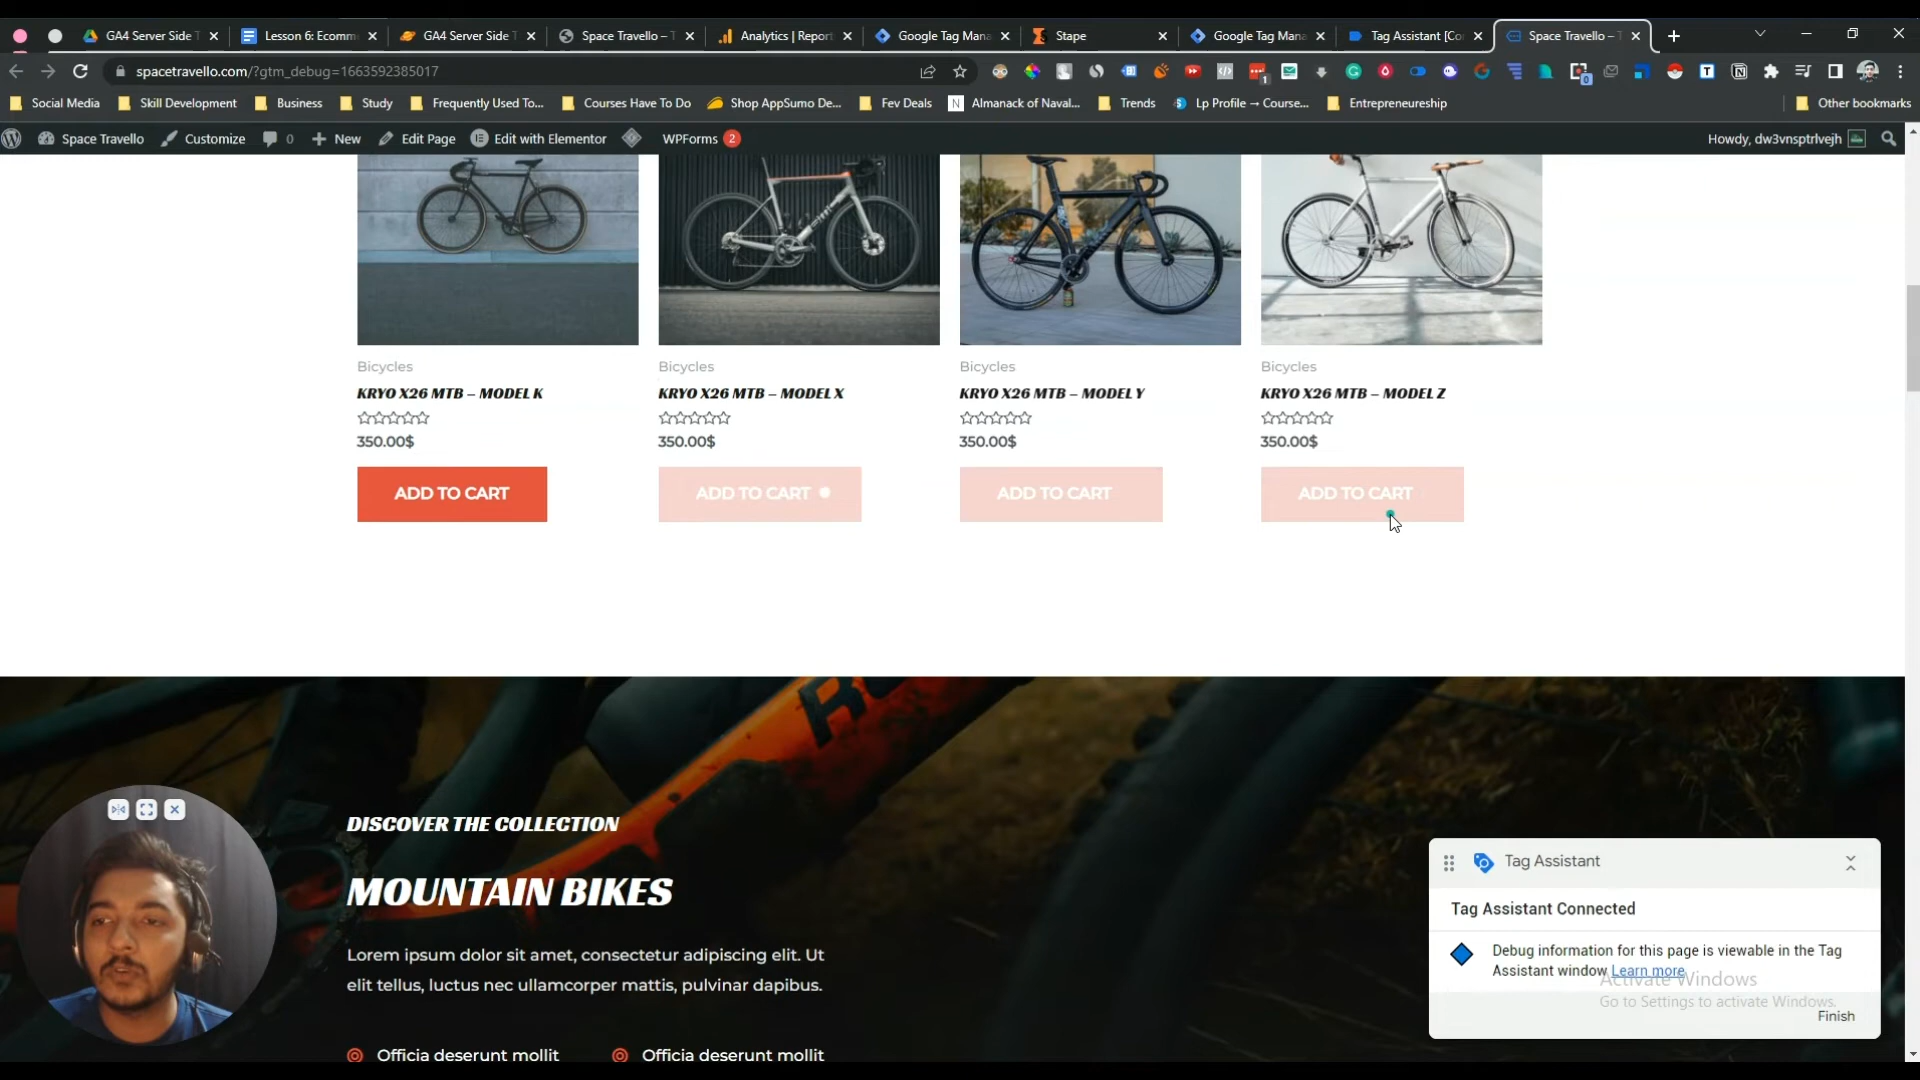 GA4 Server Side T
Lesson 6: Ecomm
GA4 Server Side T
Space Travello – T
Analytics | Report
Google Tag Mana
Stape
Google Tag Mana
Tag Assistant [Co
Space Travello – T
spacetravello.com/?gtm_debug=1663592385017
Social Media
Skill Development
Business
Study
Frequently Used To...
Courses Have To Do
Shop AppSumo De...
Fev Deals
Almanack of Naval...
Trends
Lp Profile → Course...
Entrepreneurship
Other bookmarks
Space Travello
Customize
0
New
Edit Page
Edit with Elementor
WPForms 2
Howdy, dw3vnsptrlvejh
Bicycles
KRYO X26 MTB – MODEL K
350.00$
ADD TO CART
Bicycles
KRYO X26 MTB – MODEL X
350.00$
ADD TO CART
Bicycles
KRYO X26 MTB – MODEL Y
350.00$
ADD TO CART
Bicycles
KRYO X26 MTB – MODEL Z
350.00$
ADD TO CART
DISCOVER THE COLLECTION
MOUNTAIN BIKES
Lorem ipsum dolor sit amet, consectetur adipiscing elit. Ut
elit tellus, luctus nec ullamcorper mattis, pulvinar dapibus.
Officia deserunt mollit
Officia deserunt mollit
Tag Assistant
Tag Assistant Connected
Debug information for this page is viewable in the Tag
Assistant window Learn more
Activate Windows
Go to Settings to activate Windows.
Finish